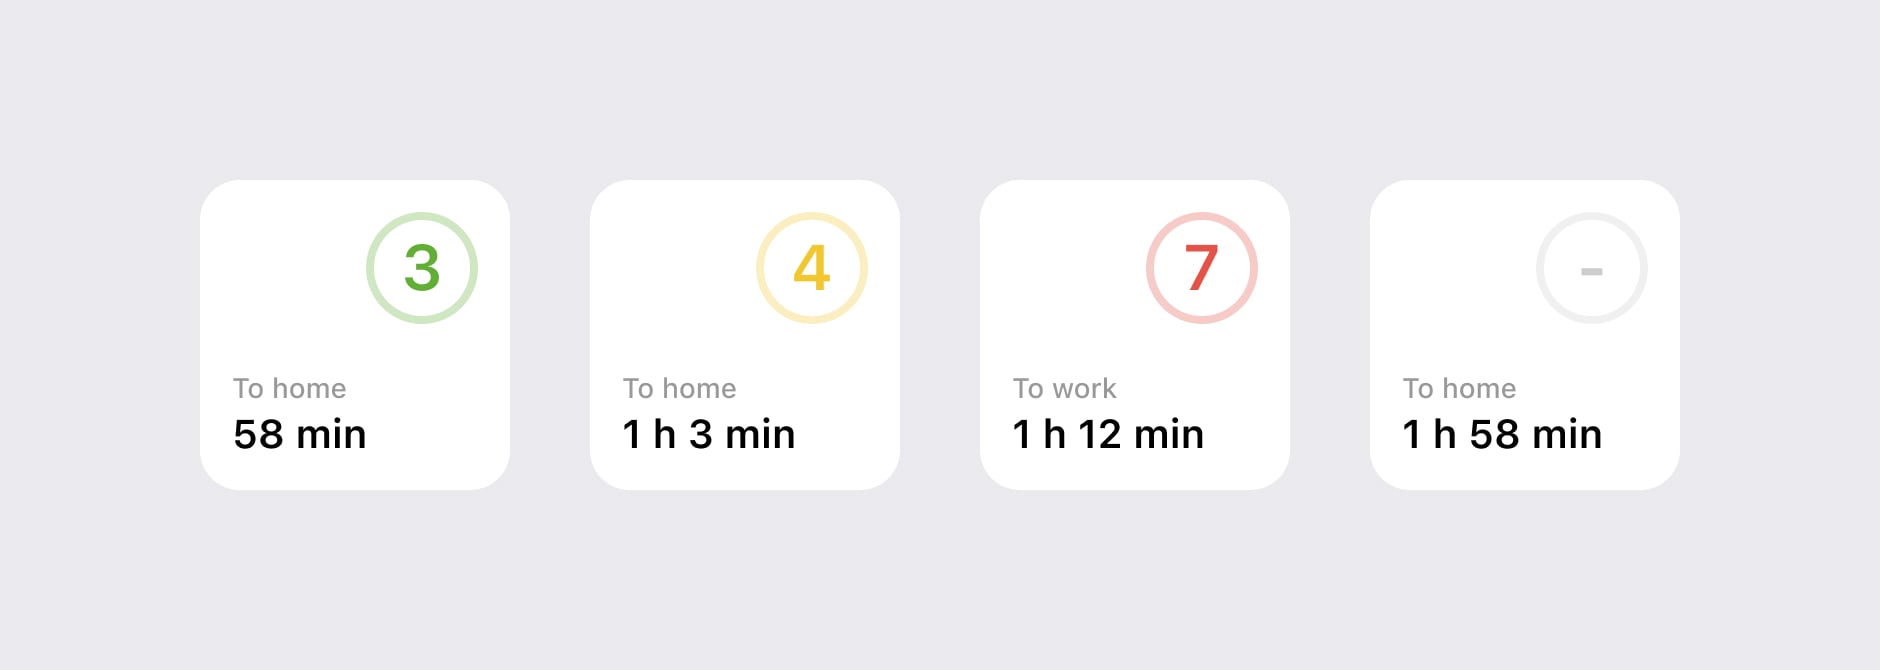 3
To home
58 min
4
To home
1 h 3 min
7
To work
1 h 12 min
-
To home
1 h 58 min